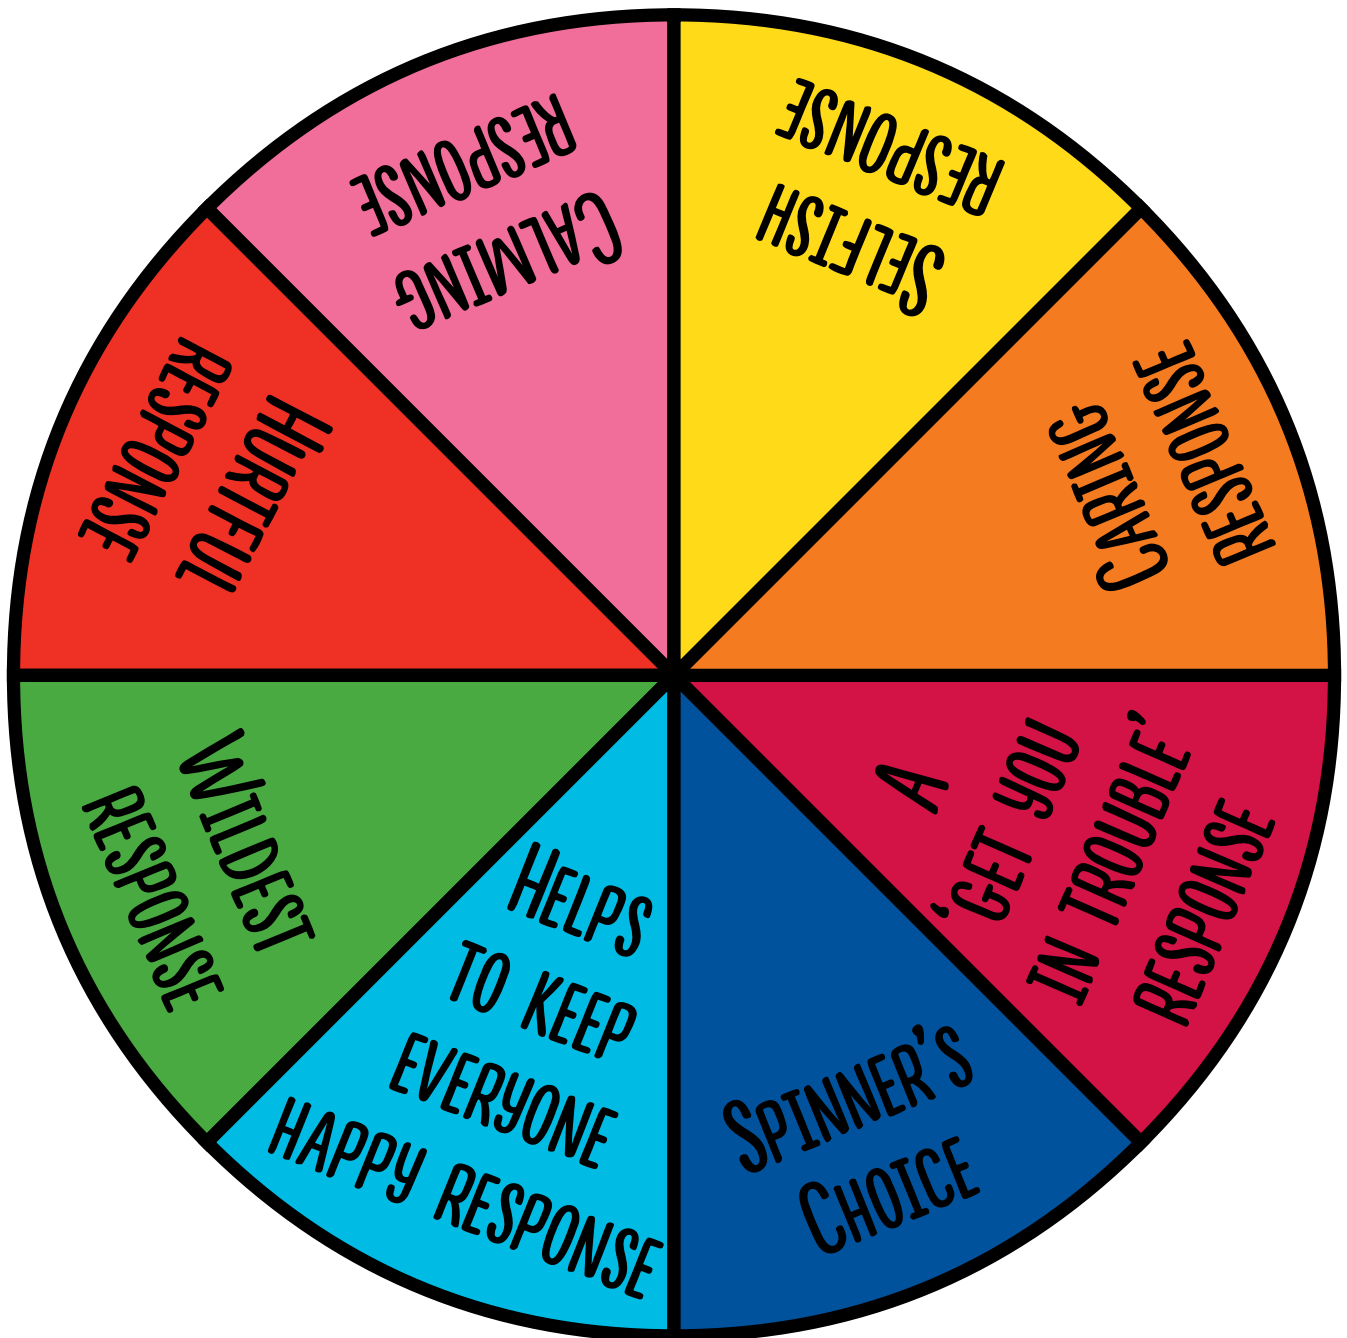 Selfish
response
Caring
response
A
‘get you
in trouble’
response
Spinner’s
Choice
Helps
to keep
everyone
happy response
Wildest
response
Hurtful
response
Calming
response